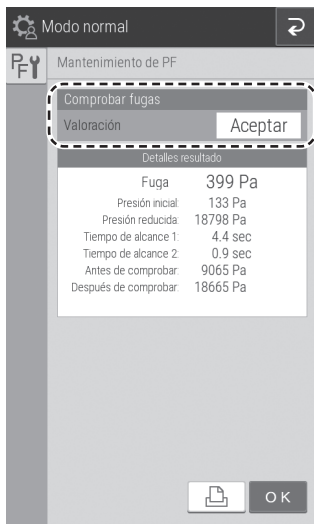 Modo normal
PF
Mantenimiento de PF
Comprobar fugas
Valoración Aceptar
Detalles resultado
Fuga 399 Pa
Presión inicial: 133 Pa
Presión reducida: 18798 Pa
Tiempo de alcance 1: 4.4 sec
Tiempo de alcance 2: 0.9 sec
Antes de comprobar: 9065 Pa
Después de comprobar: 18665 Pa
OK